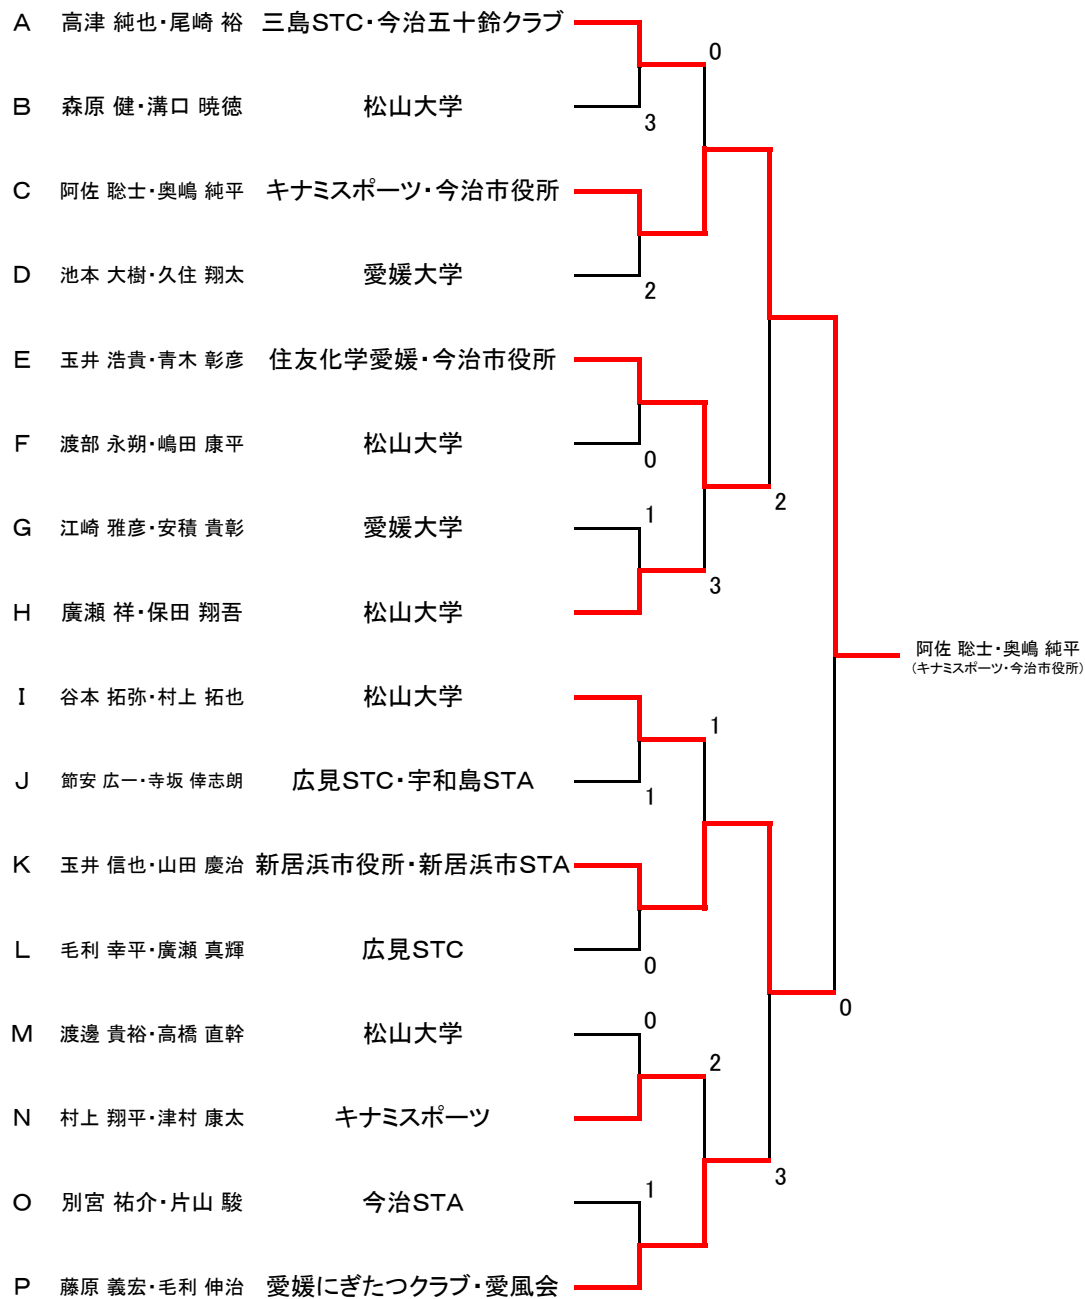 A 高津 純也・尾崎 裕 三島STC・今治五十鈴クラブ
0
B 森原 健・溝口 暁徳 松山大学 3
C 阿佐 聡士・奥嶋 純平 キナミスポーツ・今治市役所
D 池本 大樹・久住 翔太 愛媛大学 2
E 玉井 浩貴・青木 彰彦 住友化学愛媛・今治市役所
F 渡部 永朔・嶋田 康平 松山大学 0
2
G 江崎 雅彦・安積 貴彰 愛媛大学 1
3
H 廣瀬 祥・保田 翔吾 松山大学
阿佐 聡士・奥嶋 純平
(キナミスポーツ・今治市役所)
I 谷本 拓弥・村上 拓也 松山大学
1
J 節安 広一・寺坂 倖志朗 広見STC・宇和島STA 1
K 玉井 信也・山田 慶治 新居浜市役所・新居浜市STA
L 毛利 幸平・廣瀬 真輝 広見STC 0
0
M 渡邊 貴裕・高橋 直幹 松山大学 0
2
N 村上 翔平・津村 康太 キナミスポーツ
3
O 別宮 祐介・片山 駿 今治STA 1
P 藤原 義宏・毛利 伸治 愛媛にぎたつクラブ・愛風会